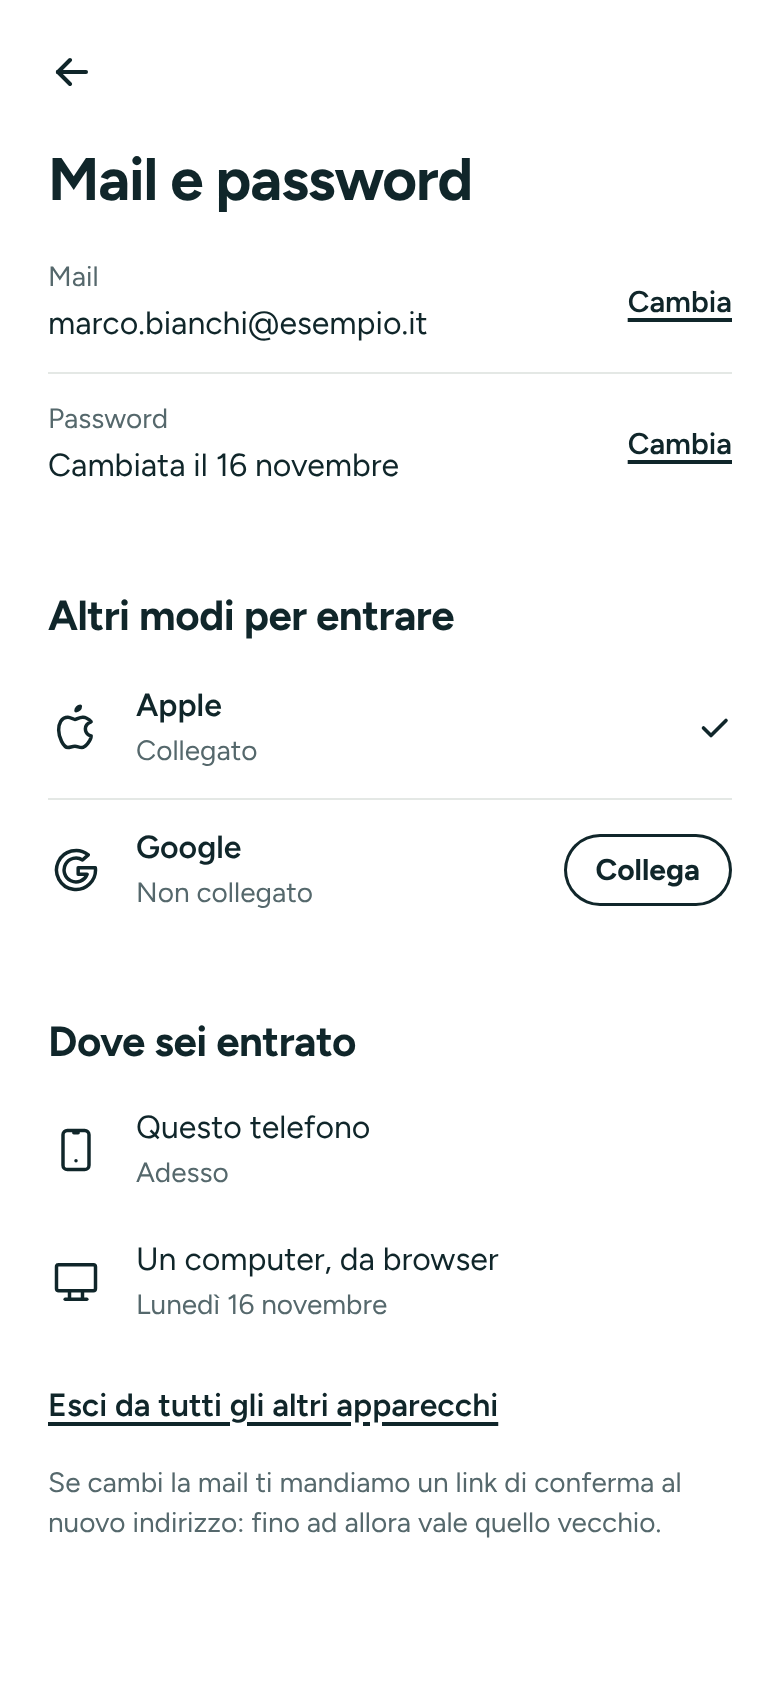 Mail e password
Mail
marco.bianchi@esempio.it
Cambia
Password
Cambiata il 16 novembre
Cambia
Altri modi per entrare
Apple
Collegato
Google
Non collegato
Collega
Dove sei entrato
Questo telefono
Adesso
Un computer, da browser
Lunedì 16 novembre
Esci da tutti gli altri apparecchi
Se cambi la mail ti mandiamo un link di conferma al
nuovo indirizzo: fino ad allora vale quello vecchio.